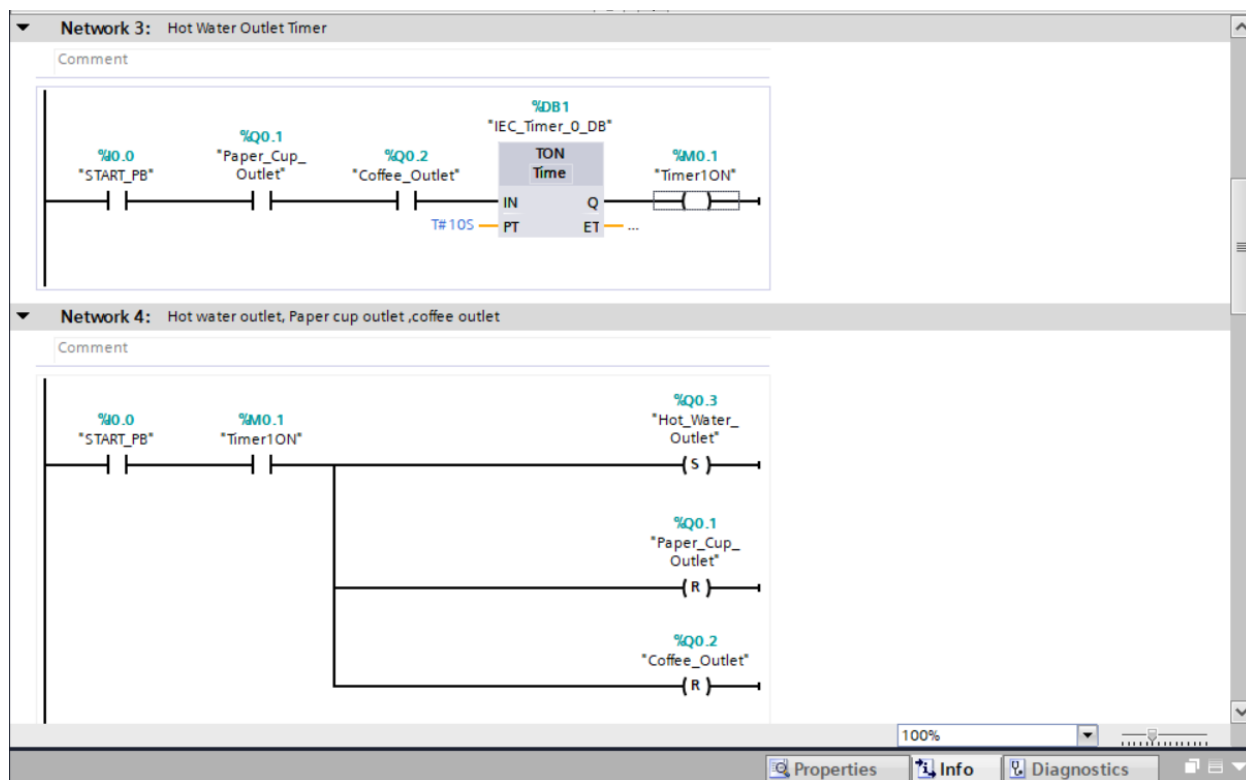 Network 3: Hot Water Outlet Timer
Comment
%I0.0
"START_PB"
%Q0.1
"Paper_Cup_
Outlet"
%Q0.2
"Coffee_Outlet"
%DB1
"IEC_Timer_0_DB"
TON
Time
IN Q
T#10S PT ET ...
%M0.1
"Timer1ON"
Network 4: Hot water outlet, Paper cup outlet ,coffee outlet
Comment
%I0.0
"START_PB"
%M0.1
"Timer1ON"
%Q0.3
"Hot_Water_
Outlet"
S
%Q0.1
"Paper_Cup_
Outlet"
R
%Q0.2
"Coffee_Outlet"
R
100%
Properties Info Diagnostics